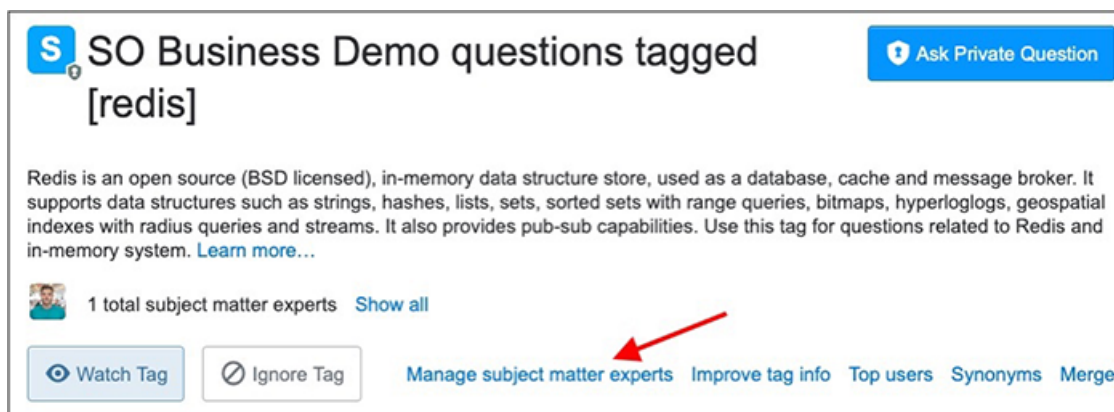 S SO Business Demo questions tagged
[redis]
Ask Private Question
Redis is an open source (BSD licensed), in-memory data structure store, used as a database, cache and message broker. It
supports data structures such as strings, hashes, lists, sets, sorted sets with range queries, bitmaps, hyperloglogs, geospatial
indexes with radius queries and streams. It also provides pub-sub capabilities. Use this tag for questions related to Redis and
in-memory system. Learn more…
1 total subject matter experts Show all
Watch Tag Ignore Tag Manage subject matter experts Improve tag info Top users Synonyms Merge